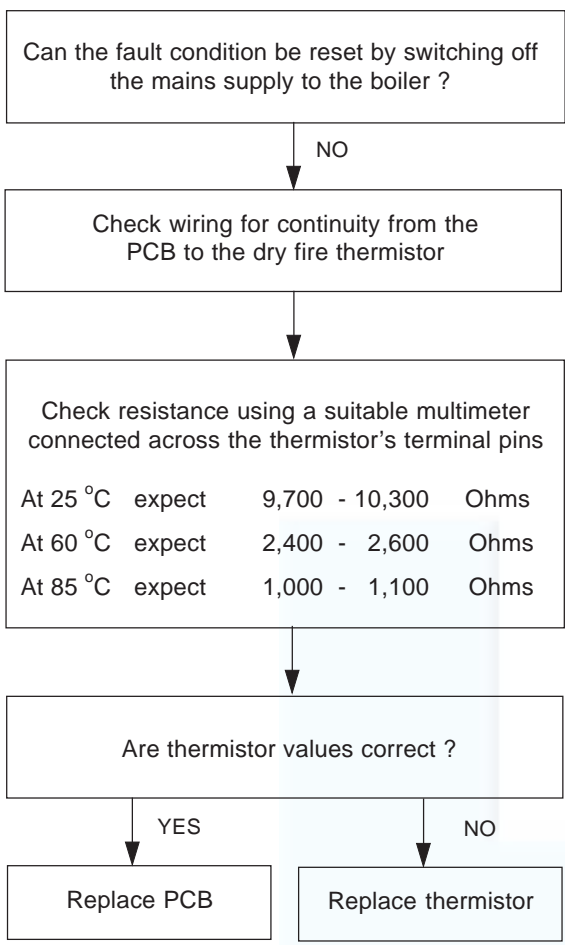 Can the fault condition be reset by switching off
the mains supply to the boiler ?
NO
Check wiring for continuity from the
PCB to the dry fire thermistor
Check resistance using a suitable multimeter
connected across the thermistor's terminal pins
At 25 °C expect 9,700 - 10,300 Ohms
At 60 °C expect 2,400 - 2,600 Ohms
At 85 °C expect 1,000 - 1,100 Ohms
Are thermistor values correct ?
YES NO
Replace PCB Replace thermistor